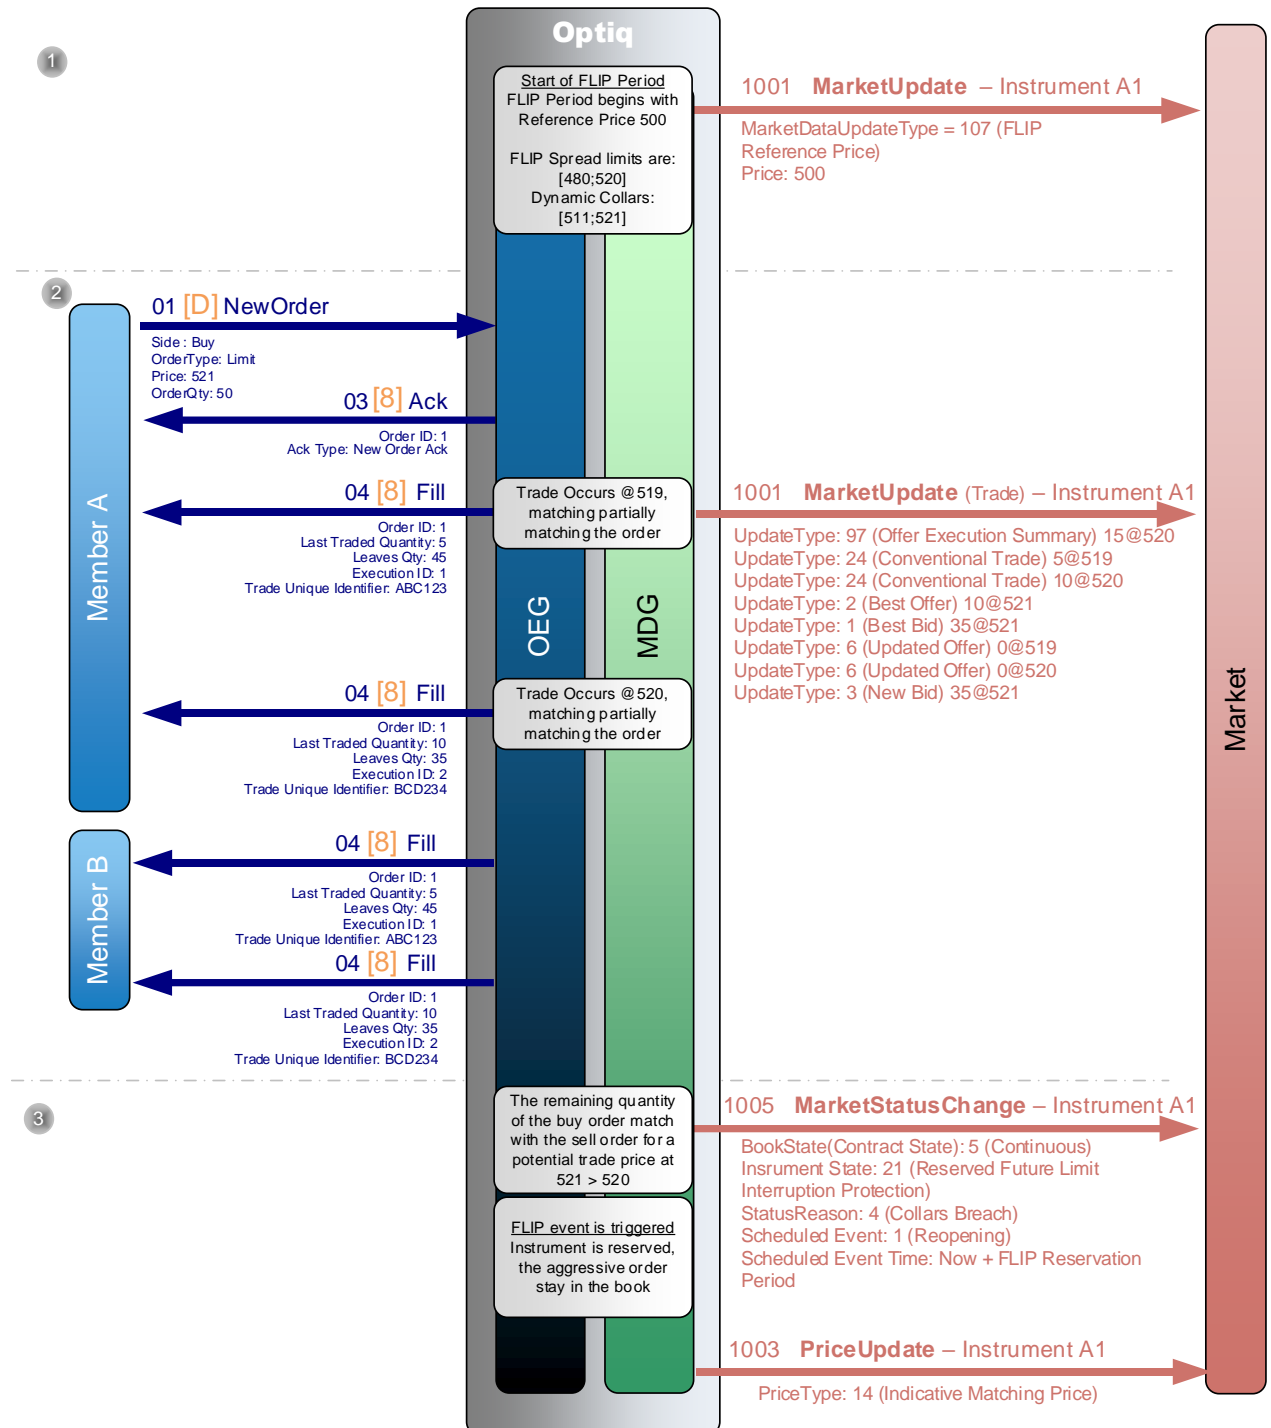 Optiq
1
Start of FLIP Period
FLIP Period begins with
Reference Price 500
FLIP Spread limits are:
[480;520]
Dynamic Collars:
[511;521]
1001 MarketUpdate – Instrument A1
MarketDataUpdateType = 107 (FLIP
Reference Price)
Price: 500
2
01 [D] NewOrder
Side : Buy
OrderType: Limit
Price: 521
OrderQty: 50
03 [8] Ack
Order ID: 1
Ack Type: New Order Ack
04 [8] Fill
Order ID: 1
Last Traded Quantity: 5
Leaves Qty: 45
Execution ID: 1
Trade Unique Identifier: ABC123
Trade Occurs @519,
matching partially
matching the order
1001 MarketUpdate (Trade) – Instrument A1
UpdateType: 97 (Offer Execution Summary) 15@520
UpdateType: 24 (Conventional Trade) 5@519
UpdateType: 24 (Conventional Trade) 10@520
UpdateType: 2 (Best Offer) 10@521
UpdateType: 1 (Best Bid) 35@521
UpdateType: 6 (Updated Offer) 0@519
UpdateType: 6 (Updated Offer) 0@520
UpdateType: 3 (New Bid) 35@521
Member A
OEG
MDG
Market
04 [8] Fill
Order ID: 1
Last Traded Quantity: 10
Leaves Qty: 35
Execution ID: 2
Trade Unique Identifier: BCD234
Trade Occurs @520,
matching partially
matching the order
Member B
04 [8] Fill
Order ID: 1
Last Traded Quantity: 5
Leaves Qty: 45
Execution ID: 1
Trade Unique Identifier: ABC123
04 [8] Fill
Order ID: 1
Last Traded Quantity: 10
Leaves Qty: 35
Execution ID: 2
Trade Unique Identifier: BCD234
3
The remaining quantity
of the buy order match
with the sell order for a
potential trade price at
521 > 520
1005 MarketStatusChange – Instrument A1
BookState(Contract State): 5 (Continuous)
Insrument State: 21 (Reserved Future Limit
Interruption Protection)
StatusReason: 4 (Collars Breach)
Scheduled Event: 1 (Reopening)
Scheduled Event Time: Now + FLIP Reservation
Period
FLIP event is triggered
Instrument is reserved,
the aggressive order
stay in the book
1003 PriceUpdate – Instrument A1
PriceType: 14 (Indicative Matching Price)